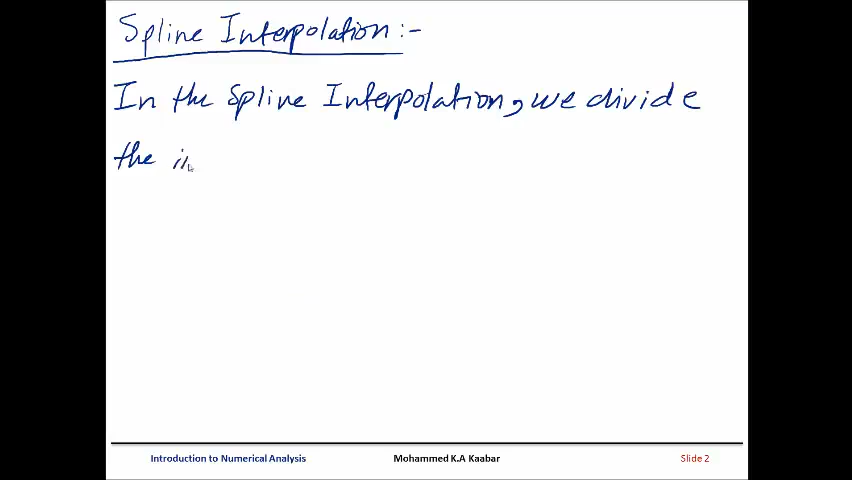 Spline Interpolation:-
In the Spline Interpolation, we divide
the
Introduction to Numerical Analysis Mohammed K.A Kaabar Slide 2